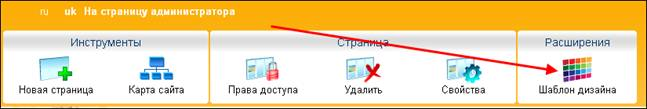 ru uk На страницу администратора
Инструменты Страница Расширения
Новая страница Карта сайта Права доступа Удалить Свойства Шаблон дизайна